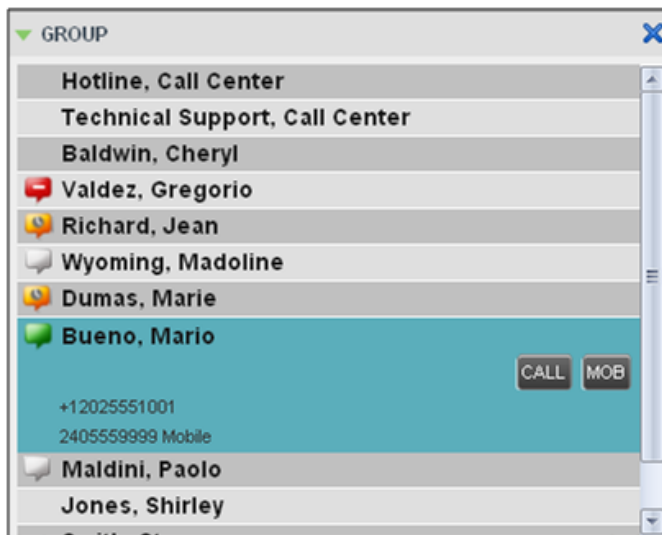 GROUP
Hotline, Call Center
Technical Support, Call Center
Baldwin, Cheryl
Valdez, Gregorio
Richard, Jean
Wyoming, Madoline
Dumas, Marie
Bueno, Mario
CALL MOB
+12025551001
2405559999 Mobile
Maldini, Paolo
Jones, Shirley